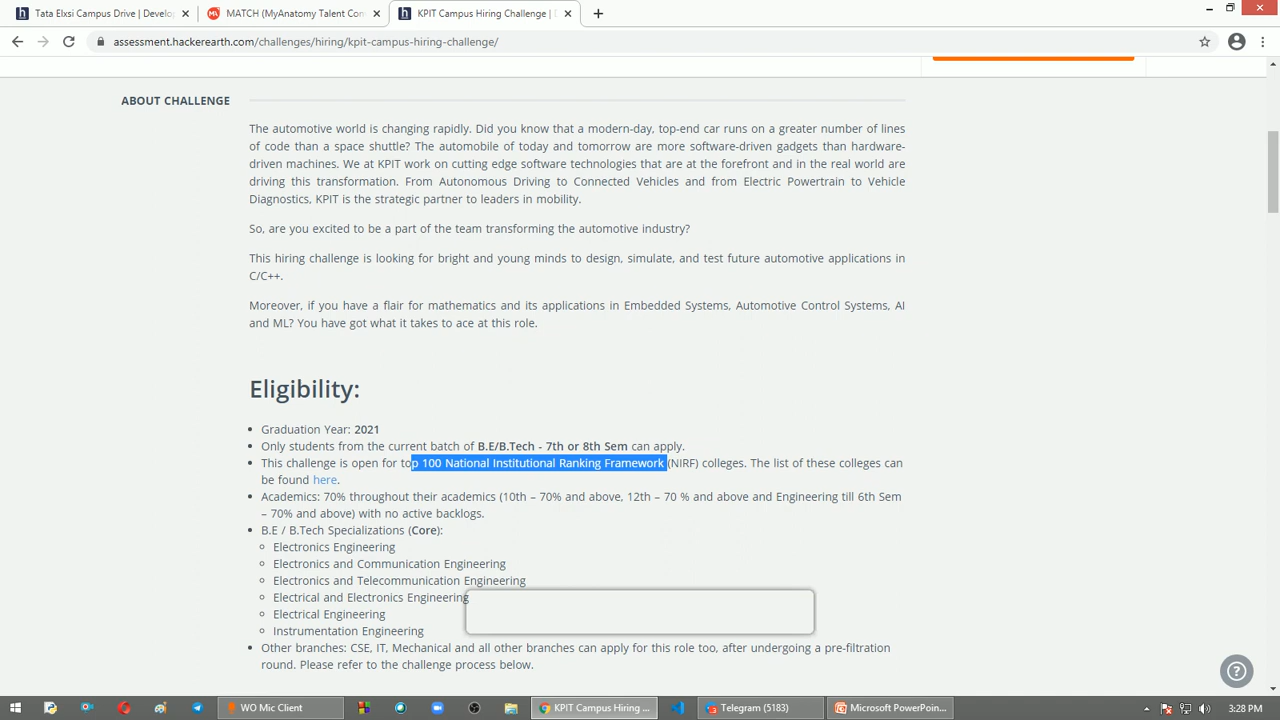 Tata Elxsi Campus Drive | Develo
MATCH (MyAnatomy Talent Con
KPIT Campus Hiring Challenge | D
assessment.hackerearth.com/challenges/hiring/kpit-campus-hiring-challenge/
ABOUT CHALLENGE
The automotive world is changing rapidly. Did you know that a modern-day, top-end car runs on a greater number of lines
of code than a space shuttle? The automobile of today and tomorrow are more software-driven gadgets than hardware-
driven machines. We at KPIT work on cutting edge software technologies that are at the forefront and in the real world are
driving this transformation. From Autonomous Driving to Connected Vehicles and from Electric Powertrain to Vehicle
Diagnostics, KPIT is the strategic partner to leaders in mobility.
So, are you excited to be a part of the team transforming the automotive industry?
This hiring challenge is looking for bright and young minds to design, simulate, and test future automotive applications in
C/C++.
Moreover, if you have a flair for mathematics and its applications in Embedded Systems, Automotive Control Systems, AI
and ML? You have got what it takes to ace at this role.
Eligibility:
Graduation Year: 2021
Only students from the current batch of B.E/B.Tech - 7th or 8th Sem can apply.
This challenge is open for top 100 National Institutional Ranking Framework (NIRF) colleges. The list of these colleges can
be found here.
Academics: 70% throughout their academics (10th – 70% and above, 12th – 70 % and above and Engineering till 6th Sem
– 70% and above) with no active backlogs.
B.E / B.Tech Specializations (Core):
Electronics Engineering
Electronics and Communication Engineering
Electronics and Telecommunication Engineering
Electrical and Electronics Engineering
Electrical Engineering
Instrumentation Engineering
Other branches: CSE, IT, Mechanical and all other branches can apply for this role too, after undergoing a pre-filtration
round. Please refer to the challenge process below.
WO Mic Client
KPIT Campus Hiring ...
Telegram (5183)
Microsoft PowerPoin...
3:28 PM